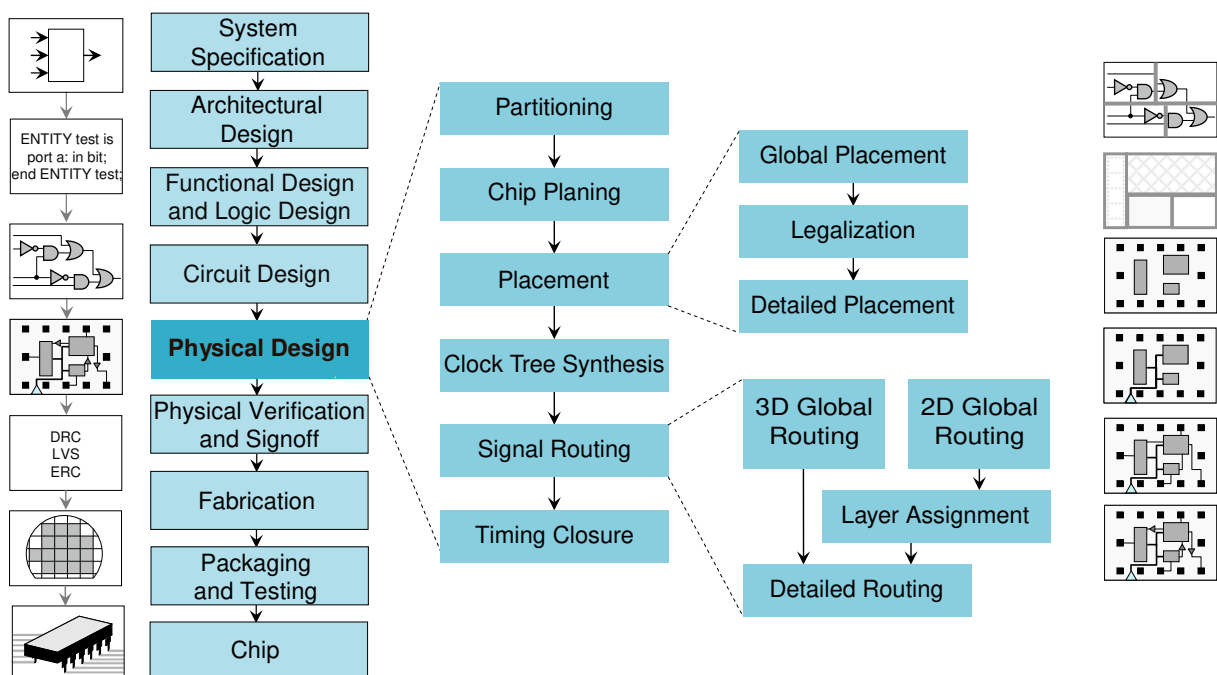 System
Specification
Architectural
Design
Functional Design
and Logic Design
Circuit Design
Physical Design
Physical Verification
and Signoff
Fabrication
Packaging
and Testing
Chip
ENTITY test is
port a: in bit;
end ENTITY test;
DRC
LVS
ERC
Partitioning
Chip Planing
Placement
Clock Tree Synthesis
Signal Routing
Timing Closure
Global Placement
Legalization
Detailed Placement
3D Global
Routing
2D Global
Routing
Layer Assignment
Detailed Routing